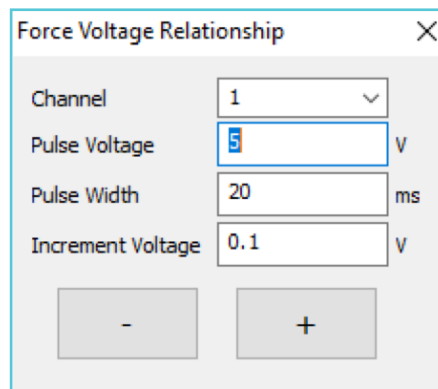 Force Voltage Relationship
Channel 1
Pulse Voltage 5 V
Pulse Width 20 ms
Increment Voltage 0.1 V
- +